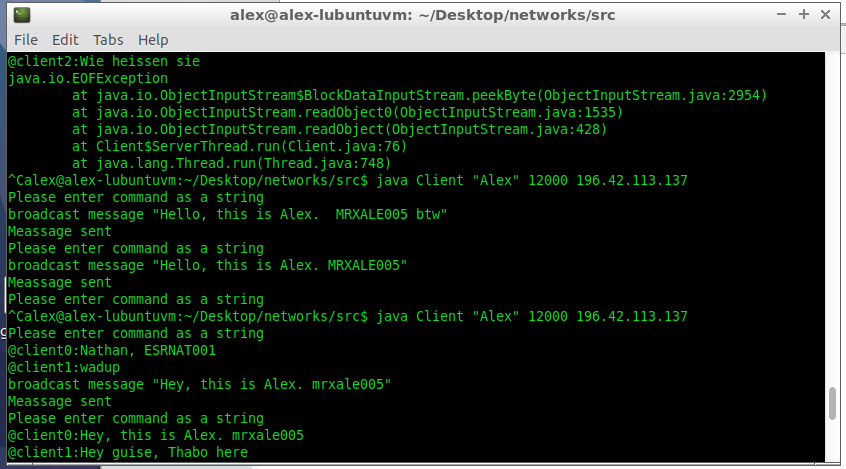 alex@alex-lubuntuvm: ~/Desktop/networks/src
File Edit Tabs Help
@client2:Wie heissen sie
java.io.EOFException
        at java.io.ObjectInputStream$BlockDataInputStream.peekByte(ObjectInputStream.java:2954)
        at java.io.ObjectInputStream.readObject0(ObjectInputStream.java:1535)
        at java.io.ObjectInputStream.readObject(ObjectInputStream.java:428)
        at Client$ServerThread.run(Client.java:76)
        at java.lang.Thread.run(Thread.java:748)
^Calex@alex-lubuntuvm:~/Desktop/networks/src$ java Client "Alex" 12000 196.42.113.137
Please enter command as a string
broadcast message "Hello, this is Alex.  MRXALE005 btw"
Meassage sent
Please enter command as a string
broadcast message "Hello, this is Alex. MRXALE005"
Meassage sent
Please enter command as a string
^Calex@alex-lubuntuvm:~/Desktop/networks/src$ java Client "Alex" 12000 196.42.113.137
Please enter command as a string
@client0:Nathan, ESRNAT001
@client1:wadup
broadcast message "Hey, this is Alex. mrxale005"
Meassage sent
Please enter command as a string
@client0:Hey, this is Alex. mrxale005
@client1:Hey guise, Thabo here